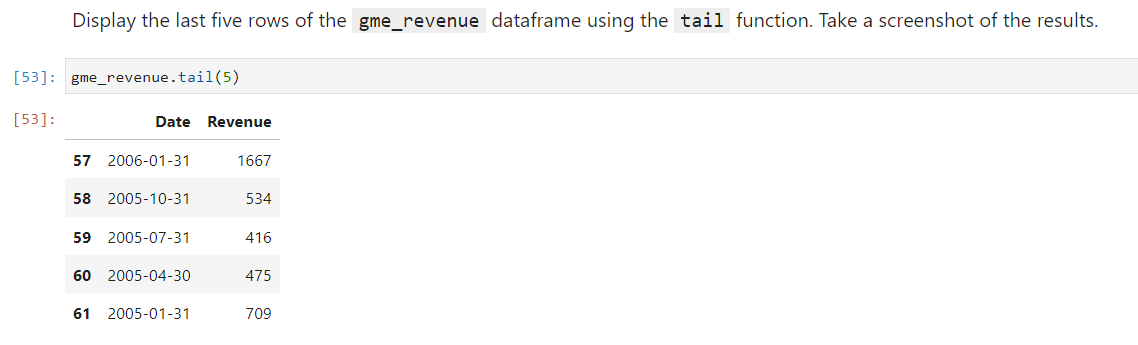 Display the last five rows of the gme_revenue dataframe using the tail function. Take a screenshot of the results.
[53]: gme_revenue.tail(5)
[53]:
Date Revenue
57 2006-01-31 1667
58 2005-10-31 534
59 2005-07-31 416
60 2005-04-30 475
61 2005-01-31 709